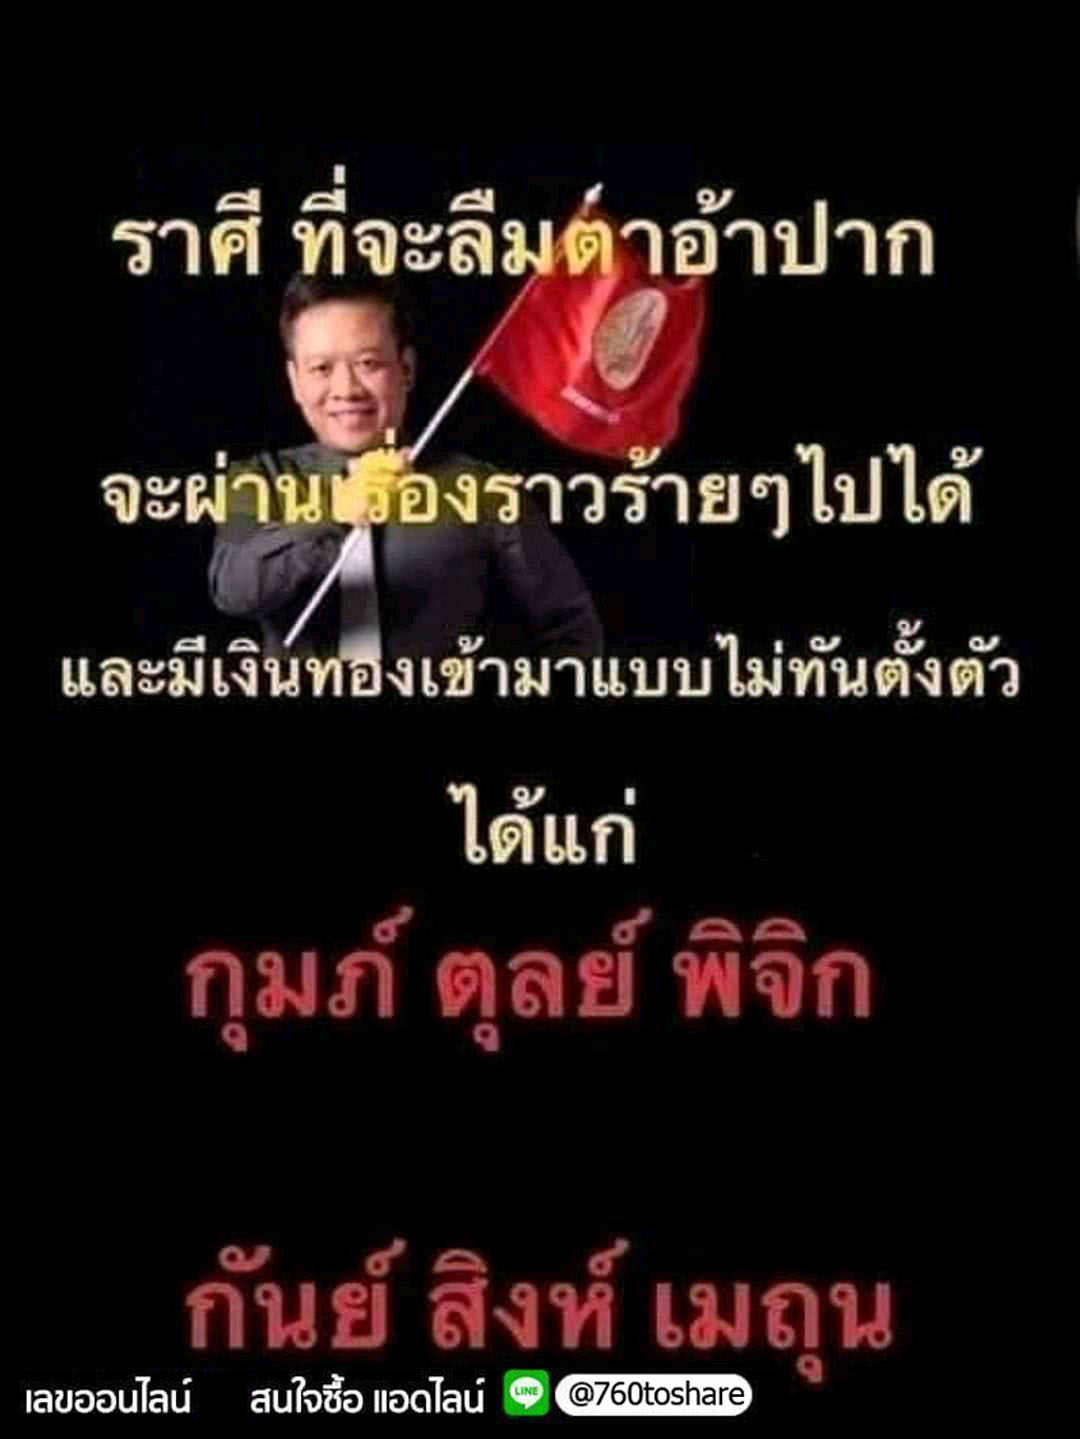 ราศี ที่จะลืมตาอ้าปาก
จะผ่านเรื่องราวร้ายๆไปได้
และมีเงินทองเข้ามาแบบไม่ทันตั้งตัว
ได้แก่
กุมภ์ ตุลย์ พิจิก
กันย์ สิงห์ เมถุน
เลขออนไลน์ สนใจซื้อ แอดไลน์ LINE @760toshare